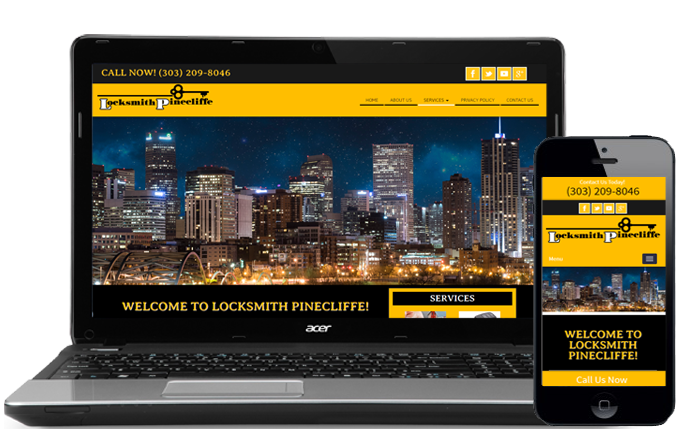 CALL NOW! (303) 209-8046
Locksmith Pinecliffe
HOME ABOUT US SERVICES PRIVACY POLICY CONTACT US
WELCOME TO LOCKSMITH PINECLIFFE!
SERVICES
acer
Contact Us Today!
(303) 209-8046
Locksmith Pinecliffe
Menu
WELCOME TO
LOCKSMITH
PINECLIFFE!
Call Us Now